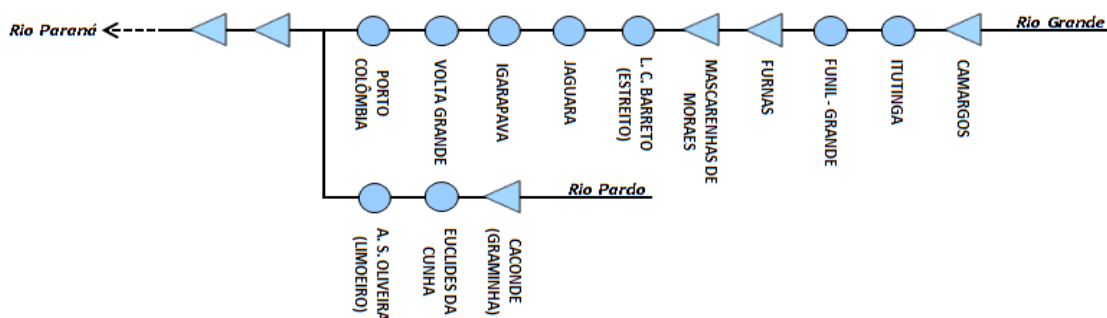 Rio Paraná
Rio Grande
PORTO
COLÔMBIA
VOLTA GRANDE
IGARAPAVA
JAGUARA
L. C. BARRETO
(ESTREITO)
MASCARENHAS DE
MORAES
FURNAS
FUNIL - GRANDE
ITUTINGA
CAMARGOS
Rio Pardo
A. S. OLIVEIRA
(LIMOEIRO)
EUCLIDES DA
CUNHA
CACONDE
(GRAMINHA)